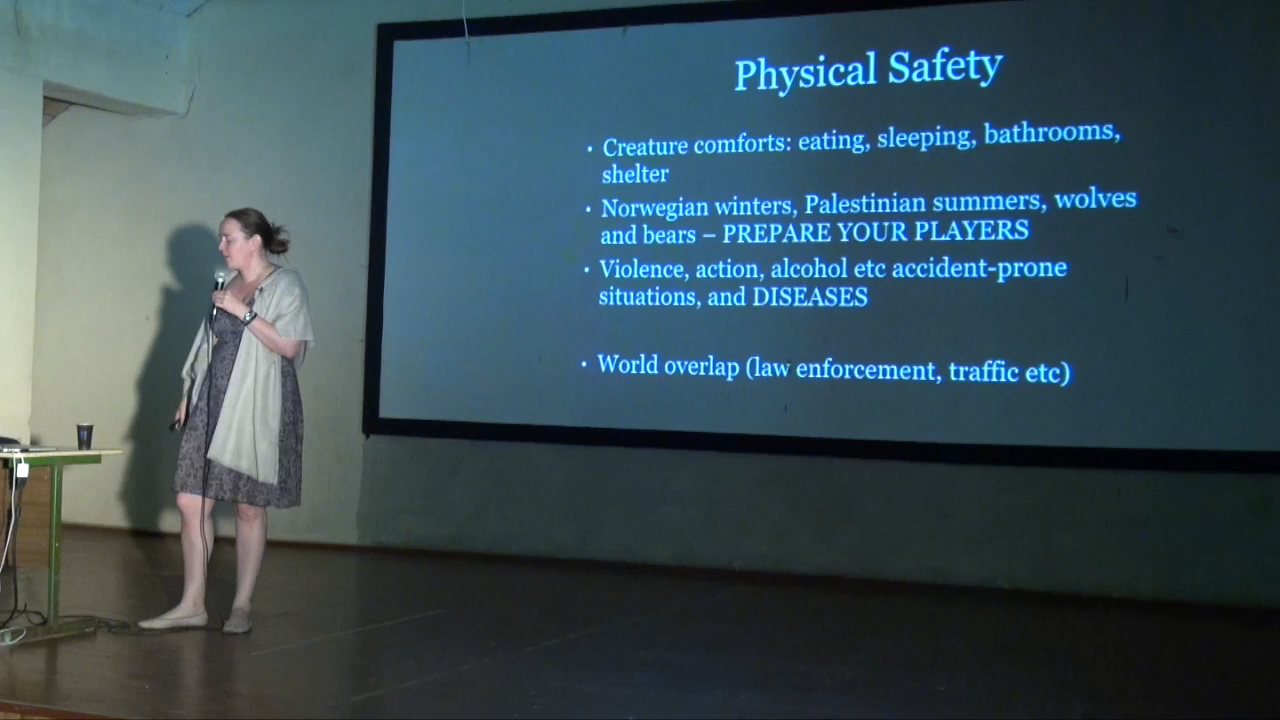 Physical Safety
• Creature comforts: eating, sleeping, bathrooms,
shelter
• Norwegian winters, Palestinian summers, wolves
and bears – PREPARE YOUR PLAYERS
• Violence, action, alcohol etc accident-prone
situations, and DISEASES
• World overlap (law enforcement, traffic etc)